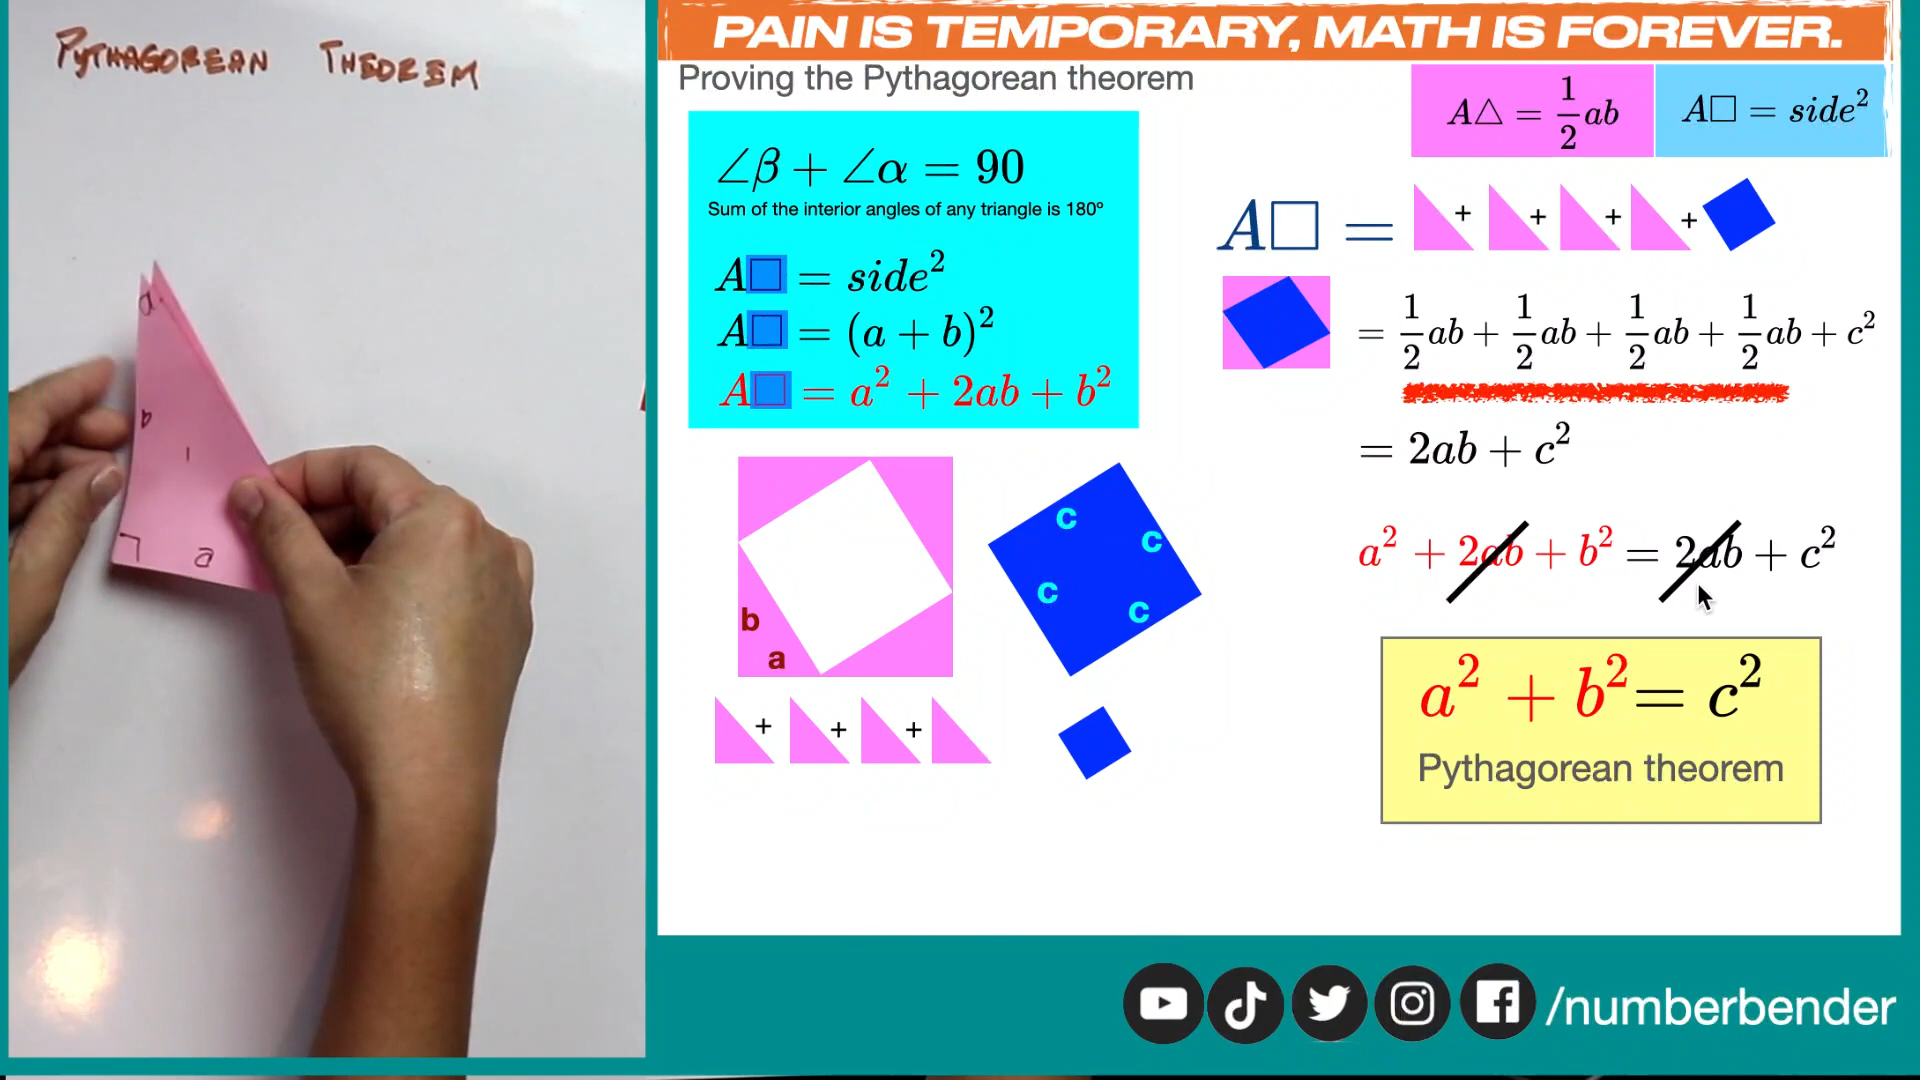 PYTHAGOREAN THEOREM
a
b
1
a
PAIN IS TEMPORARY, MATH IS FOREVER.
Proving the Pythagorean theorem
∠β + ∠α = 90
Sum of the interior angles of any triangle is 180º
A□ = side²
A□ = (a + b)²
A□ = a² + 2ab + b²
b
a
c
c
c
c
+ + +
A△ = 1/2 ab
A□ = side²
A□ = + + + +
= 1/2 ab + 1/2 ab + 1/2 ab + 1/2 ab + c²
= 2ab + c²
a² + 2ab + b² = 2ab + c²
a² + b² = c²
Pythagorean theorem
/numberbender